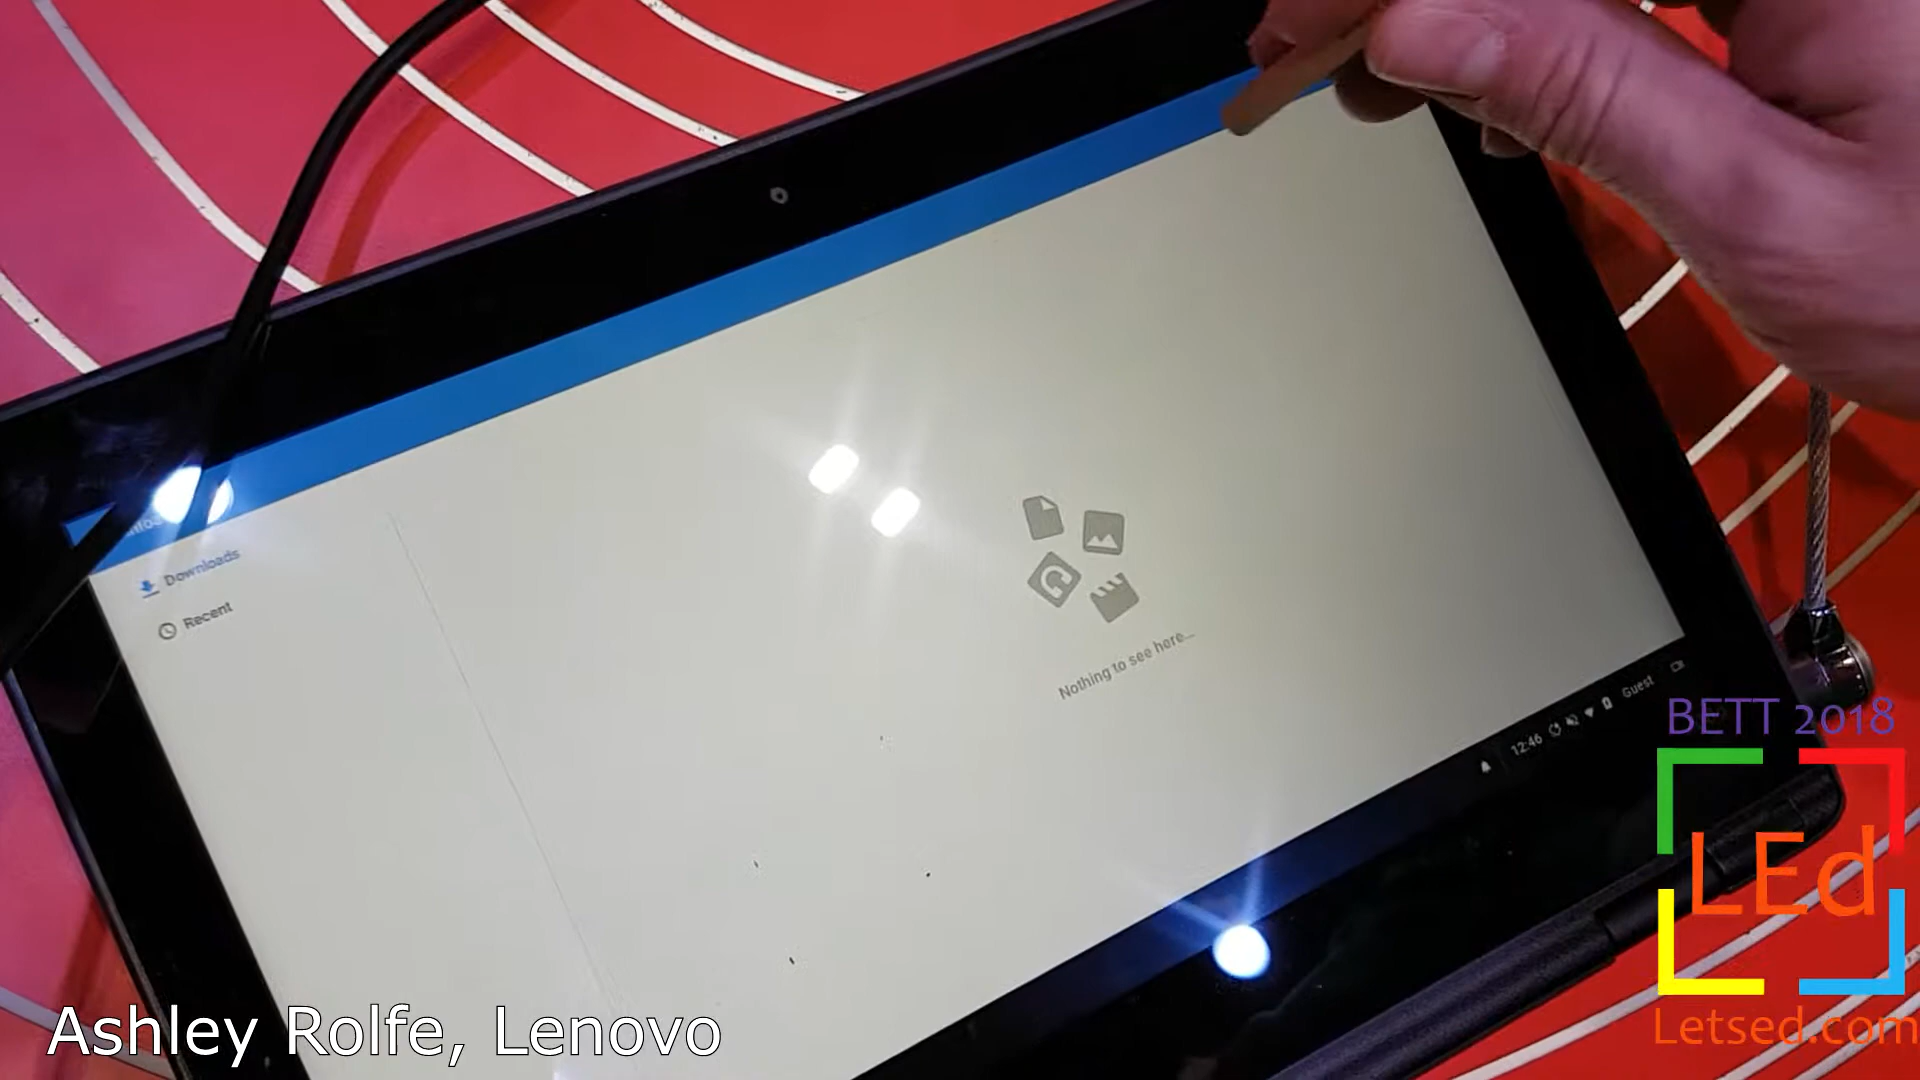 Downloads
Recent
Nothing to see here...
12:46
Guest
BETT 2018
LEd
Letsed.com
Ashley Rolfe, Lenovo